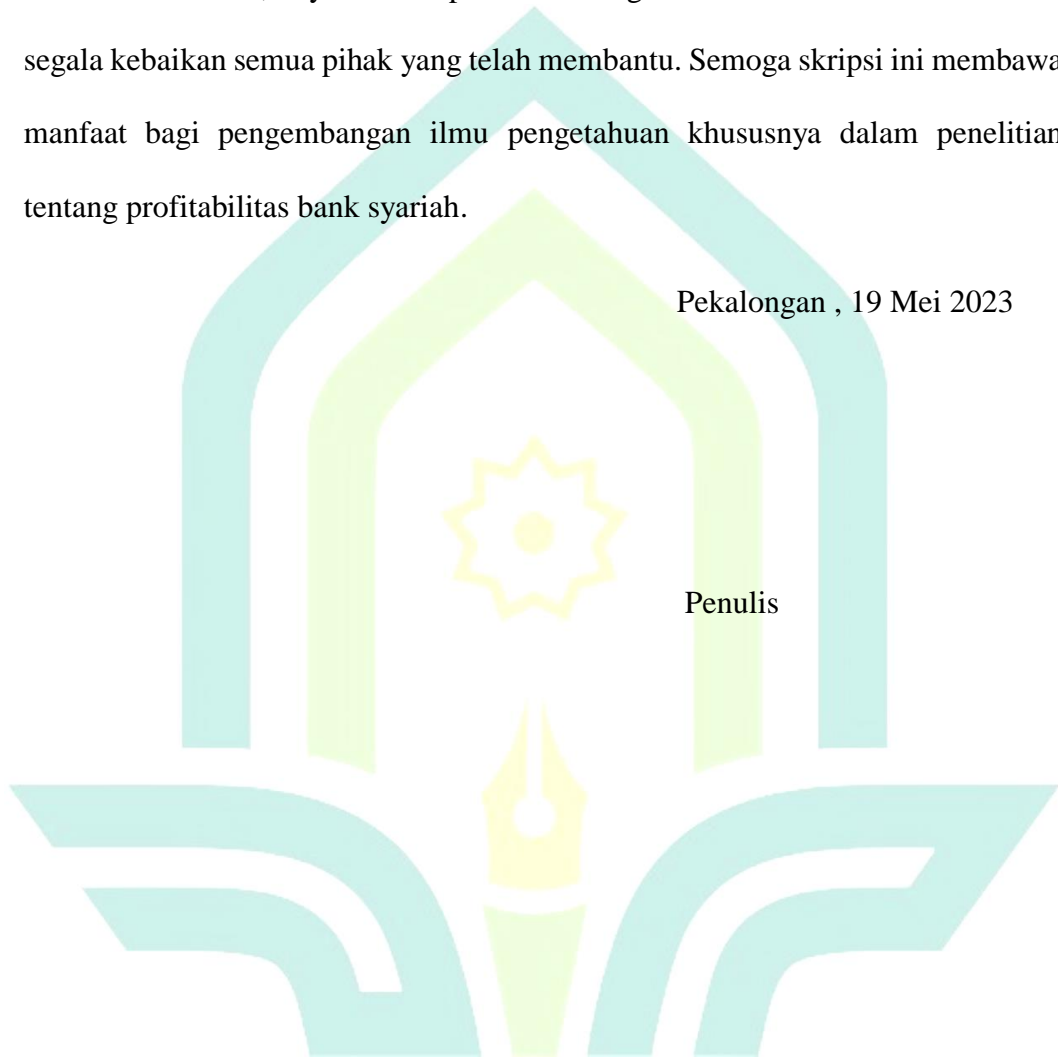 segala kebaikan semua pihak yang telah membantu. Semoga skripsi ini membawa
manfaat bagi pengembangan ilmu pengetahuan khususnya dalam penelitian
tentang profitabilitas bank syariah.
Pekalongan , 19 Mei 2023
Penulis